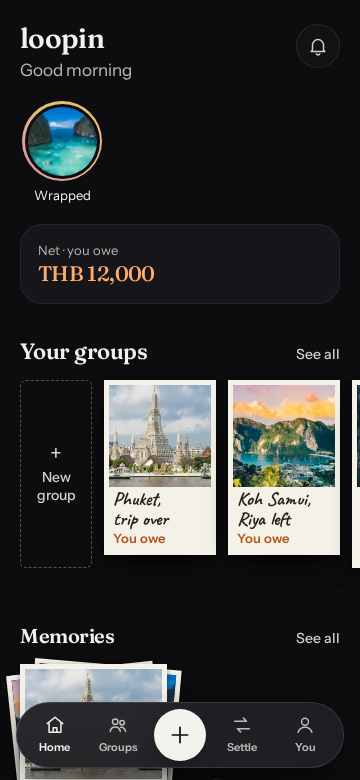 loopin
Good morning
Wrapped
Net · you owe
THB 12,000
Your groups
See all
+
New
group
Phuket,
trip over
You owe
Koh Samui,
Riya left
You owe
Memories
See all
Home
Groups
+
Settle
You